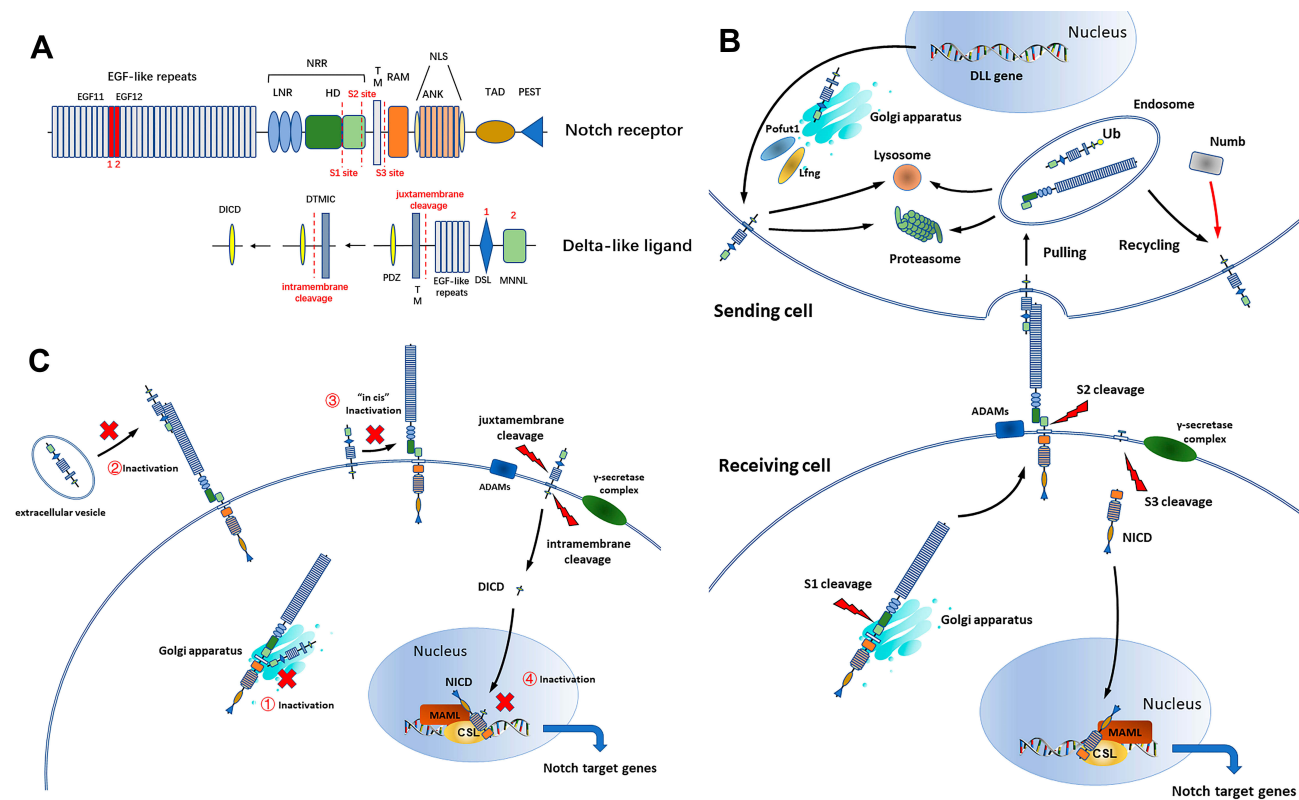 A
EGF-like repeats
EGF11
EGF12
1 2
NRR
LNR
HD
S2 site
S1 site
T
M
S3 site
RAM
NLS
ANK
TAD
PEST
Notch receptor
DICD
DTMIC
intramembrane
cleavage
juxtamembrane
cleavage
PDZ
T
M
EGF-like
repeats
1
DSL
2
MNNL
Delta-like ligand
B
Nucleus
DLL gene
Golgi apparatus
Pofut1
Lfng
Lysosome
Proteasome
Endosome
Ub
Numb
Pulling
Recycling
Sending cell
ADAMs
S2 cleavage
γ-secretase
complex
Receiving cell
S3 cleavage
NICD
S1 cleavage
Golgi apparatus
Nucleus
MAML
CSL
Notch target genes
C
extracellular vesicle
② Inactivation
③
"in cis"
Inactivation
juxtamembrane
cleavage
ADAMs
γ-secretase
complex
intramembrane
cleavage
DICD
Golgi apparatus
① Inactivation
Nucleus
NICD
④ Inactivation
MAML
CSL
Notch target genes